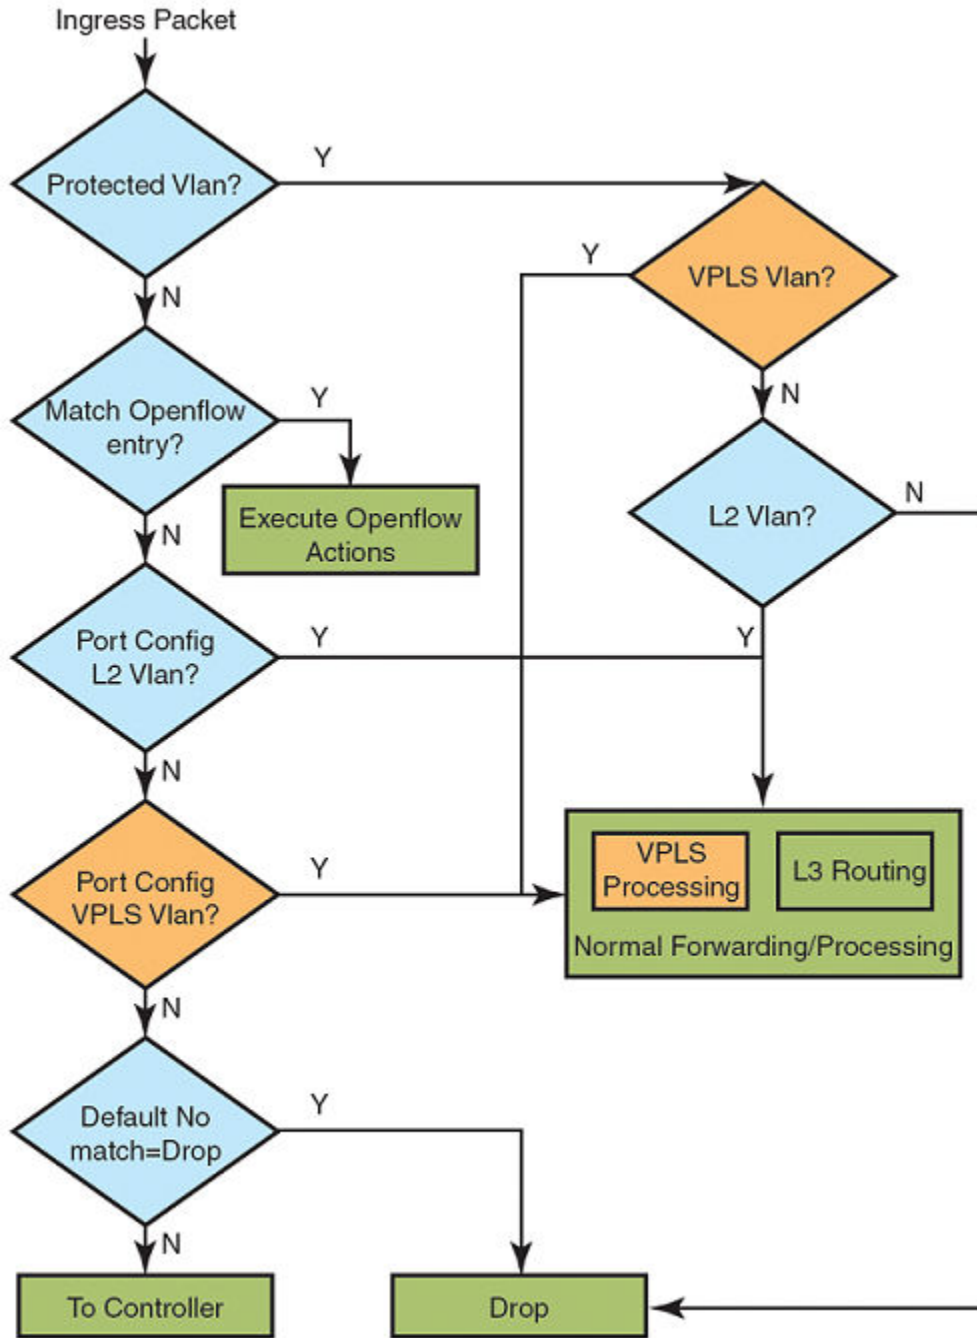 Ingress Packet
Protected Vlan?
Y
N
VPLS Vlan?
Y
N
Match Openflow
entry?
Y
N
Execute Openflow
Actions
L2 Vlan?
N
Y
Port Config
L2 Vlan?
Y
N
Port Config
VPLS Vlan?
Y
N
VPLS
Processing
L3 Routing
Normal Forwarding/Processing
Default No
match=Drop
Y
N
To Controller
Drop